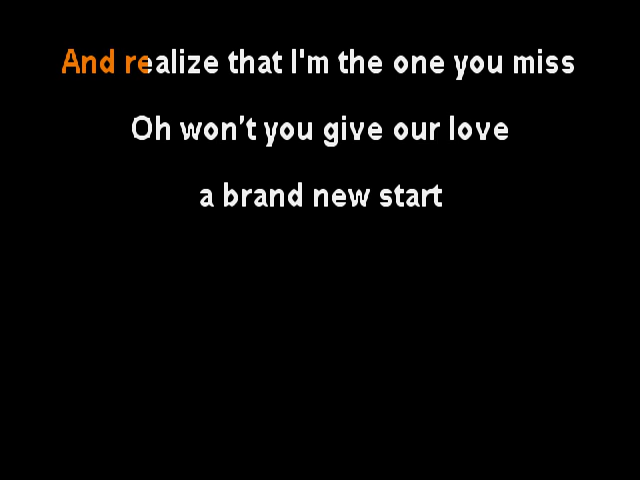 And realize that I'm the one you miss
Oh won't you give our love
a brand new start